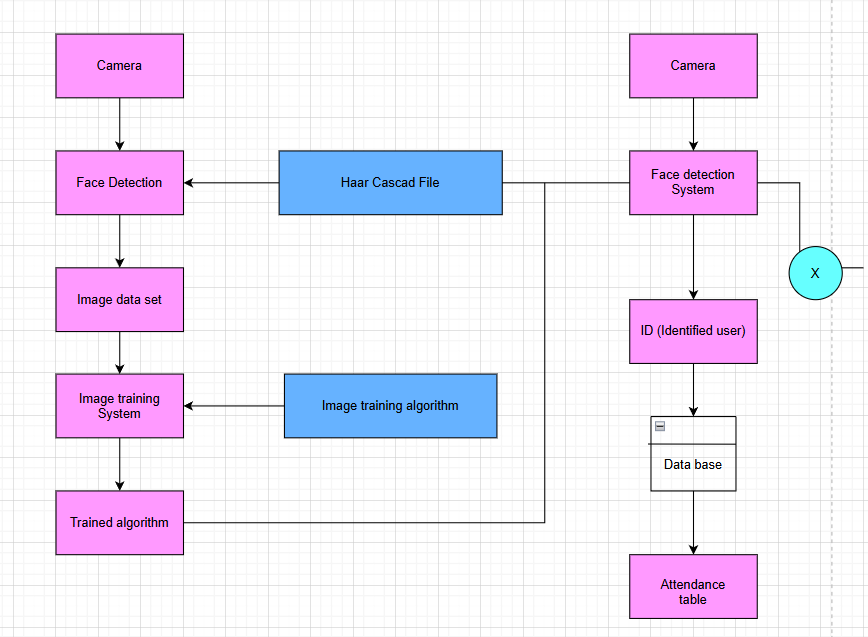 Camera
Camera
Face Detection
Haar Cascad File
Face detection
System
X
Image data set
ID (Identified user)
Image training
System
Image training algorithm
Data base
Trained algorithm
Attendance
table